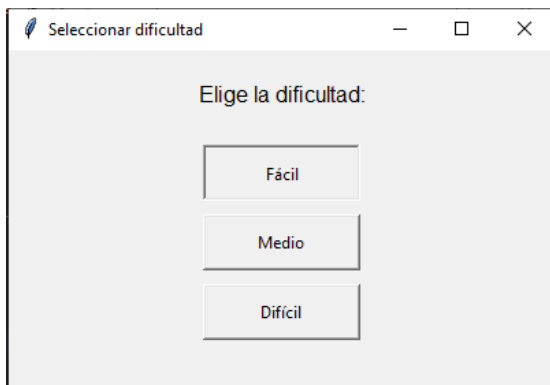 Seleccionar dificultad
Elige la dificultad:
Fácil
Medio
Difícil